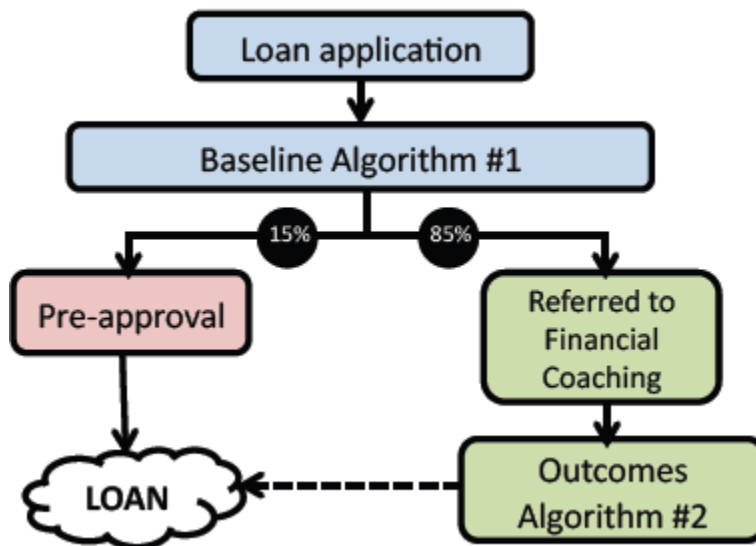 Loan application
Baseline Algorithm #1
15%
85%
Pre-approval
Referred to
Financial
Coaching
LOAN
Outcomes
Algorithm #2